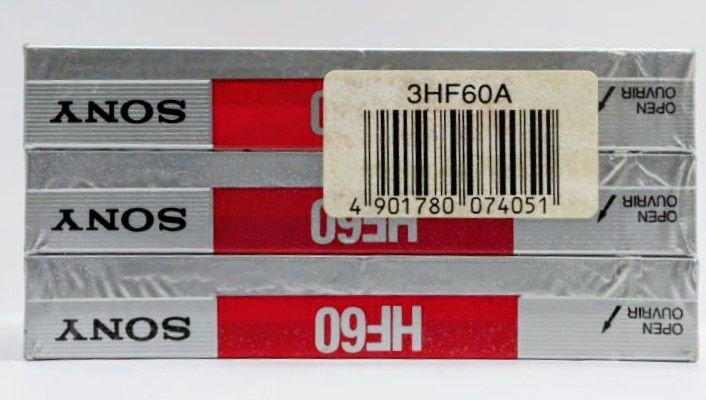 SONY
3HF60A
4 901780 074051
OPEN
OUVRIR
SONY
HF60
OPEN
OUVRIR
SONY
HF60
OPEN
OUVRIR